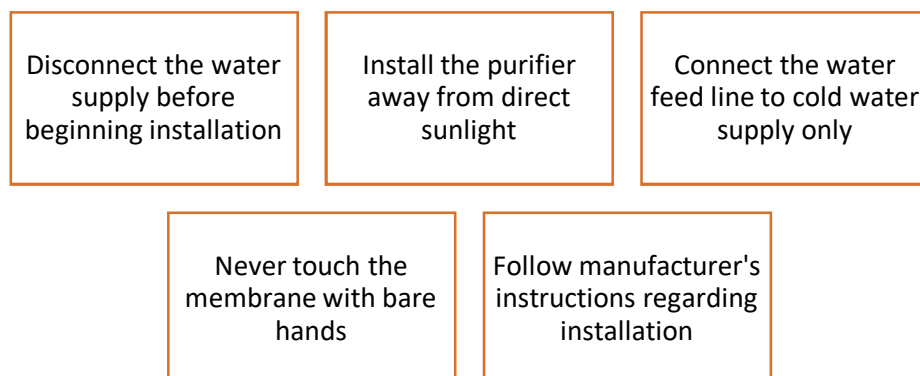 Disconnect the water
supply before
beginning installation
Install the purifier
away from direct
sunlight
Connect the water
feed line to cold water
supply only
Never touch the
membrane with bare
hands
Follow manufacturer's
instructions regarding
installation